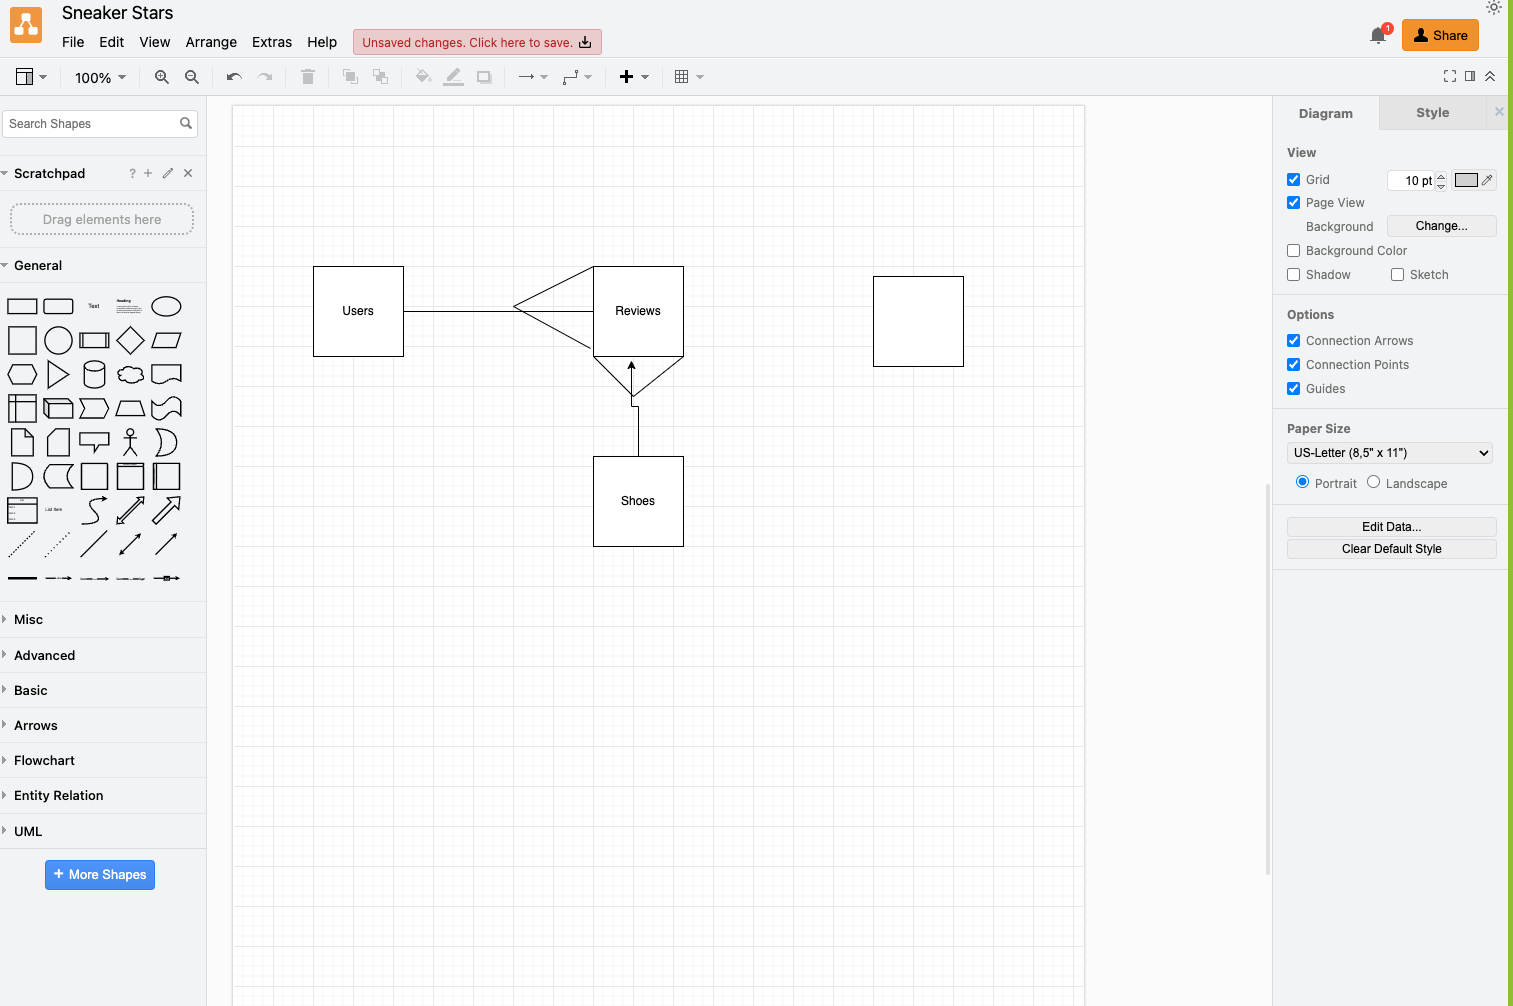 Sneaker Stars
File Edit View Arrange Extras Help
Unsaved changes. Click here to save.
1
Share
100%
Search Shapes
Scratchpad
?
Drag elements here
General
Text
Heading
List Item
Misc
Advanced
Basic
Arrows
Flowchart
Entity Relation
UML
+ More Shapes
Users
Reviews
Shoes
Diagram
Style
View
Grid
10 pt
Page View
Background
Change...
Background Color
Shadow
Sketch
Options
Connection Arrows
Connection Points
Guides
Paper Size
US-Letter (8,5" x 11")
Portrait
Landscape
Edit Data...
Clear Default Style